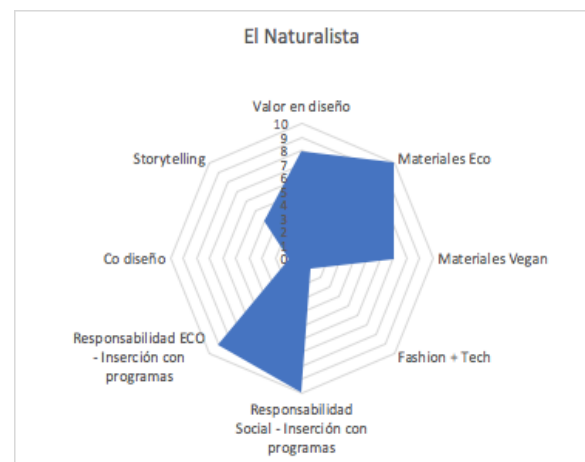 El Naturalista
Valor en diseño
10
9
8
7
6
5
4
3
2
1
0
Materiales Eco
Materiales Vegan
Fashion + Tech
Responsabilidad
Social - Inserción con
programas
Responsabilidad ECO
- Inserción con
programas
Co diseño
Storytelling